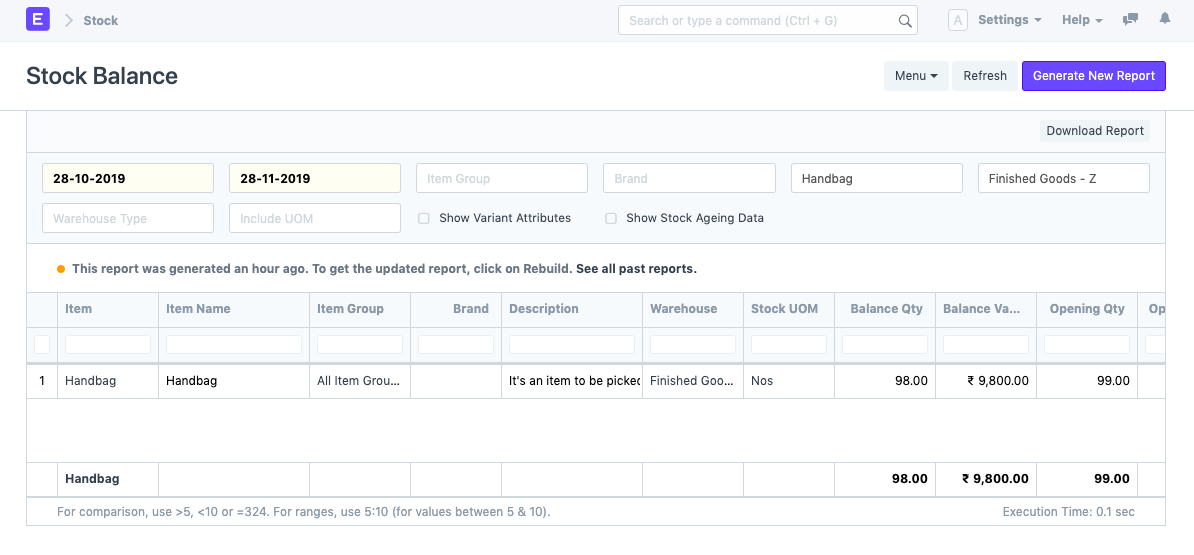 E Stock Search or type a command (Ctrl + G) A Settings Help
Stock Balance Menu Refresh Generate New Report
Download Report
28-10-2019 28-11-2019 Item Group Brand Handbag Finished Goods - Z
Warehouse Type Include UOM Show Variant Attributes Show Stock Ageing Data
This report was generated an hour ago. To get the updated report, click on Rebuild. See all past reports.
Item Item Name Item Group Brand Description Warehouse Stock UOM Balance Qty Balance Va... Opening Qty Op
1 Handbag Handbag All Item Grou... It's an item to be picked Finished Goo... Nos 98.00 ₹ 9,800.00 99.00
Handbag 98.00 ₹ 9,800.00 99.00
For comparison, use >5, <10 or =324. For ranges, use 5:10 (for values between 5 & 10). Execution Time: 0.1 sec